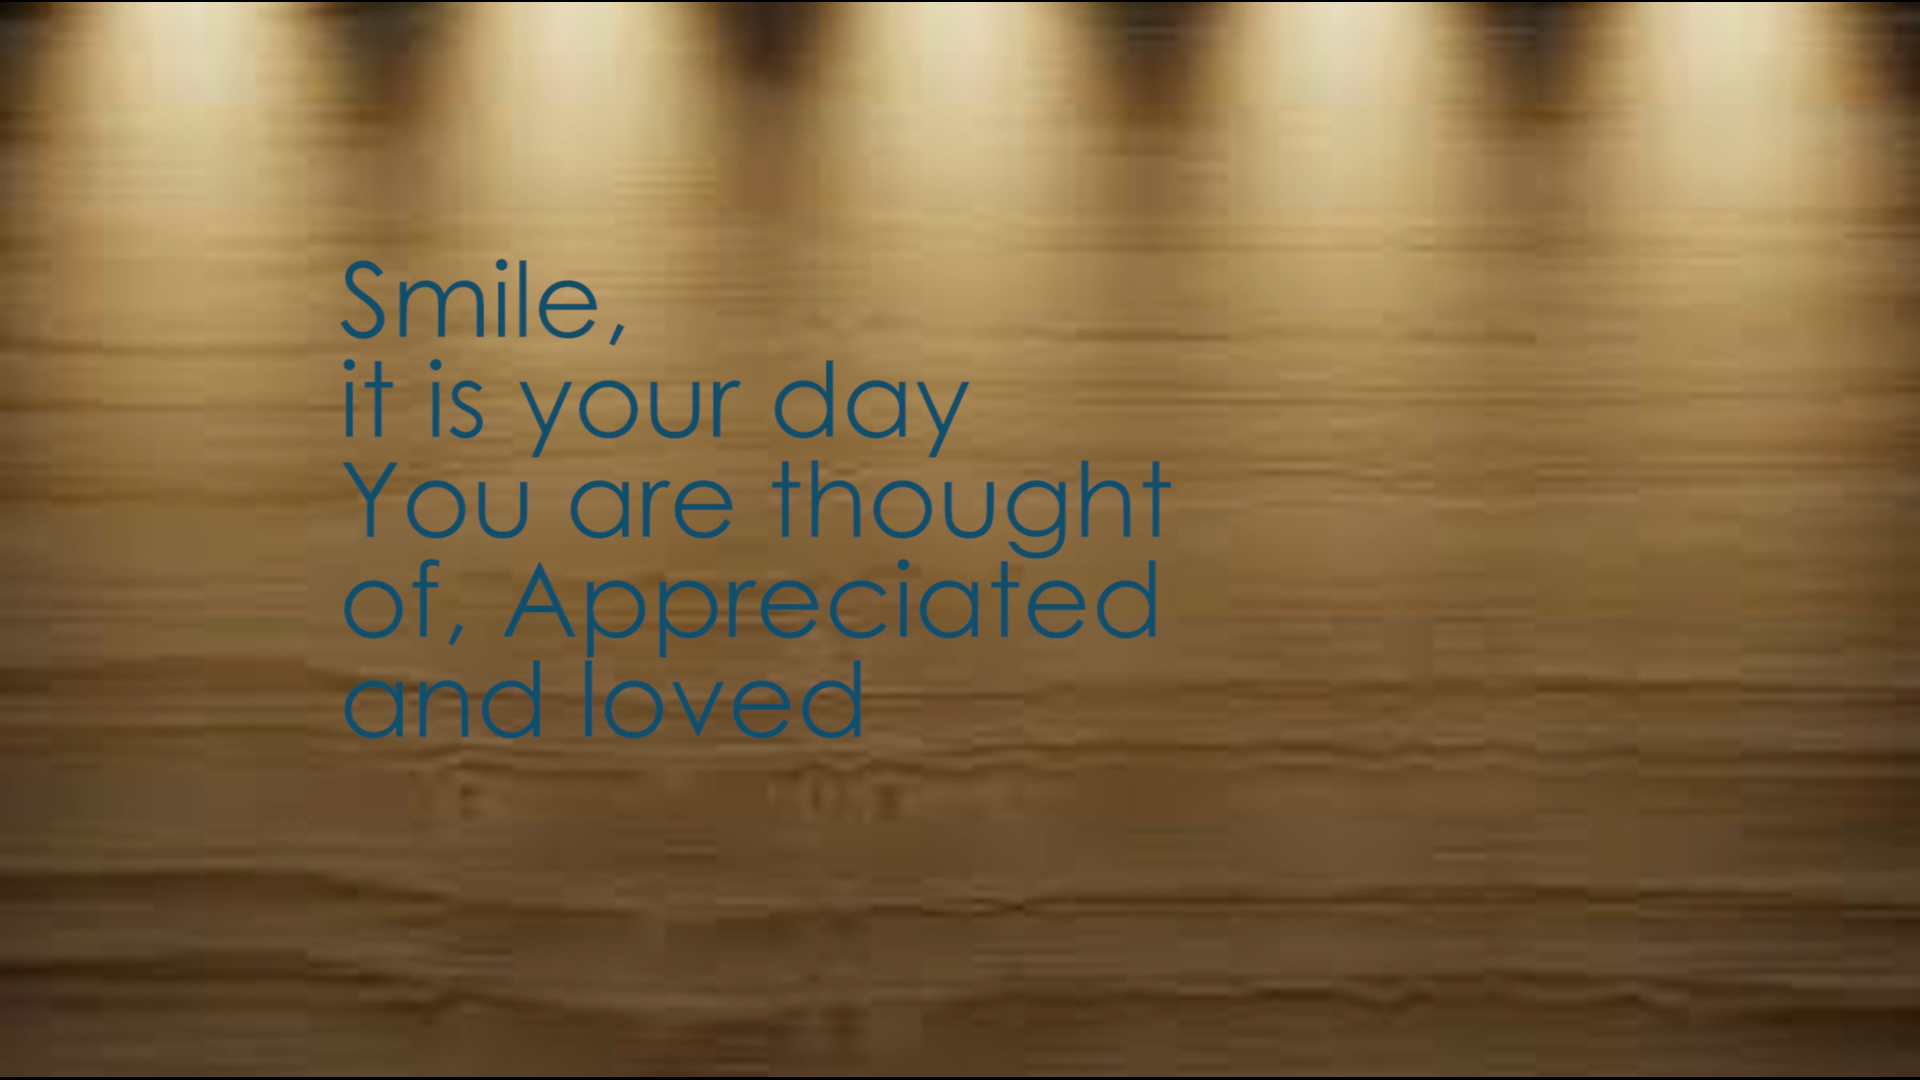 Smile,
it is your day
You are thought
of, Appreciated
and loved